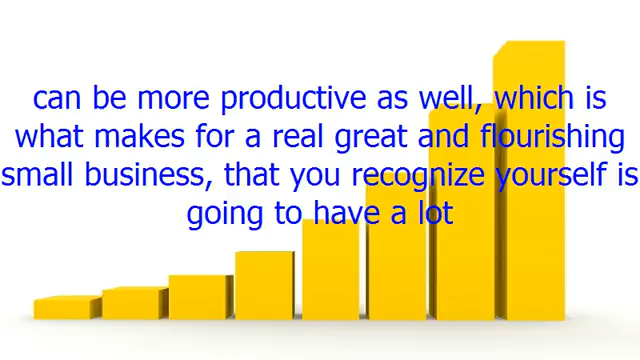 can be more productive as well, which is
what makes for a real great and flourishing
small business, that you recognize yourself is
going to have a lot